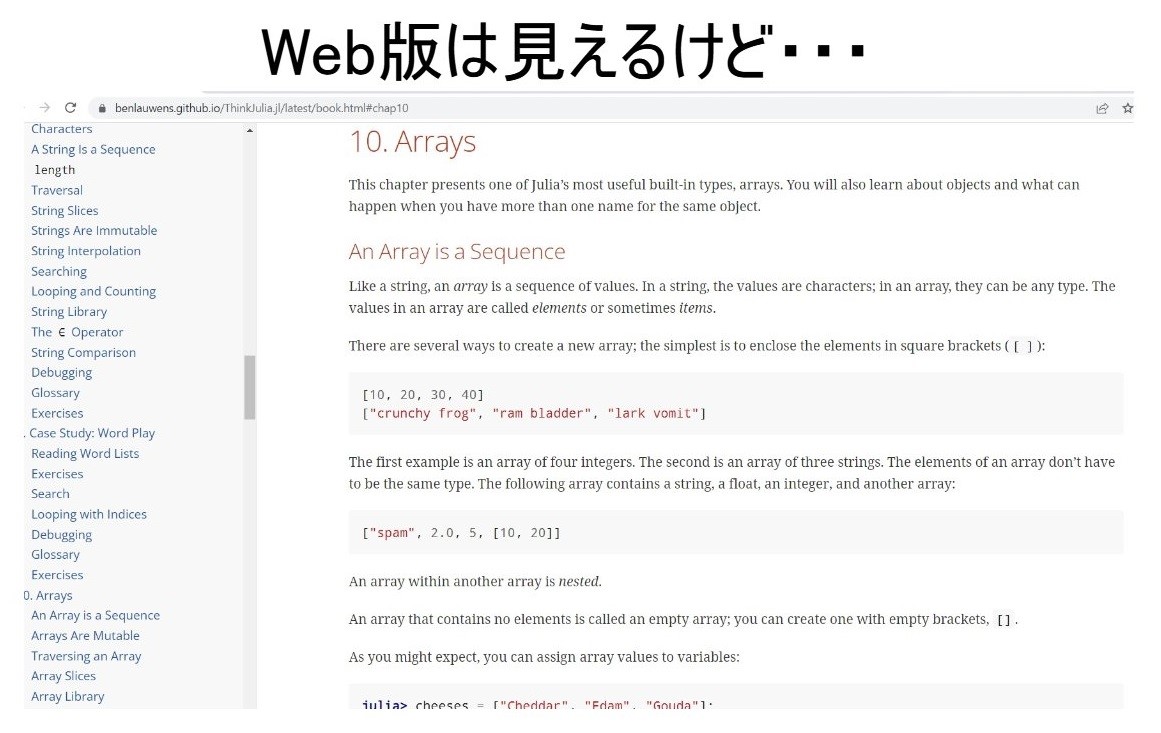 Web版は見えるけど・・・
benlauwens.github.io/ThinkJulia.jl/latest/book.html#chap10
Characters
A String Is a Sequence
length
Traversal
String Slices
Strings Are Immutable
String Interpolation
Searching
Looping and Counting
String Library
The ∈ Operator
String Comparison
Debugging
Glossary
Exercises
. Case Study: Word Play
Reading Word Lists
Exercises
Search
Looping with Indices
Debugging
Glossary
Exercises
0. Arrays
An Array is a Sequence
Arrays Are Mutable
Traversing an Array
Array Slices
Array Library
10. Arrays
This chapter presents one of Julia’s most useful built-in types, arrays. You will also learn about objects and what can
happen when you have more than one name for the same object.
An Array is a Sequence
Like a string, an array is a sequence of values. In a string, the values are characters; in an array, they can be any type. The
values in an array are called elements or sometimes items.
There are several ways to create a new array; the simplest is to enclose the elements in square brackets ( [ ] ):
[10, 20, 30, 40]
["crunchy frog", "ram bladder", "lark vomit"]
The first example is an array of four integers. The second is an array of three strings. The elements of an array don’t have
to be the same type. The following array contains a string, a float, an integer, and another array:
["spam", 2.0, 5, [10, 20]]
An array within another array is nested.
An array that contains no elements is called an empty array; you can create one with empty brackets, [] .
As you might expect, you can assign array values to variables:
julia> cheeses = ["Cheddar", "Edam", "Gouda"];